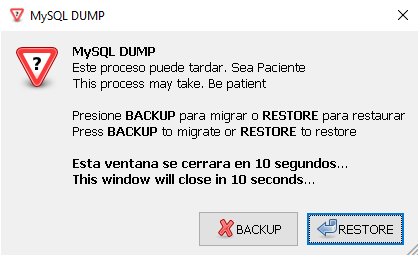 MySQL DUMP
MySQL DUMP
Este proceso puede tardar. Sea Paciente
This process may take. Be patient
Presione BACKUP para migrar o RESTORE para restaurar
Press BACKUP to migrate or RESTORE to restore
Esta ventana se cerrara en 10 segundos...
This window will close in 10 seconds...
BACKUP
RESTORE